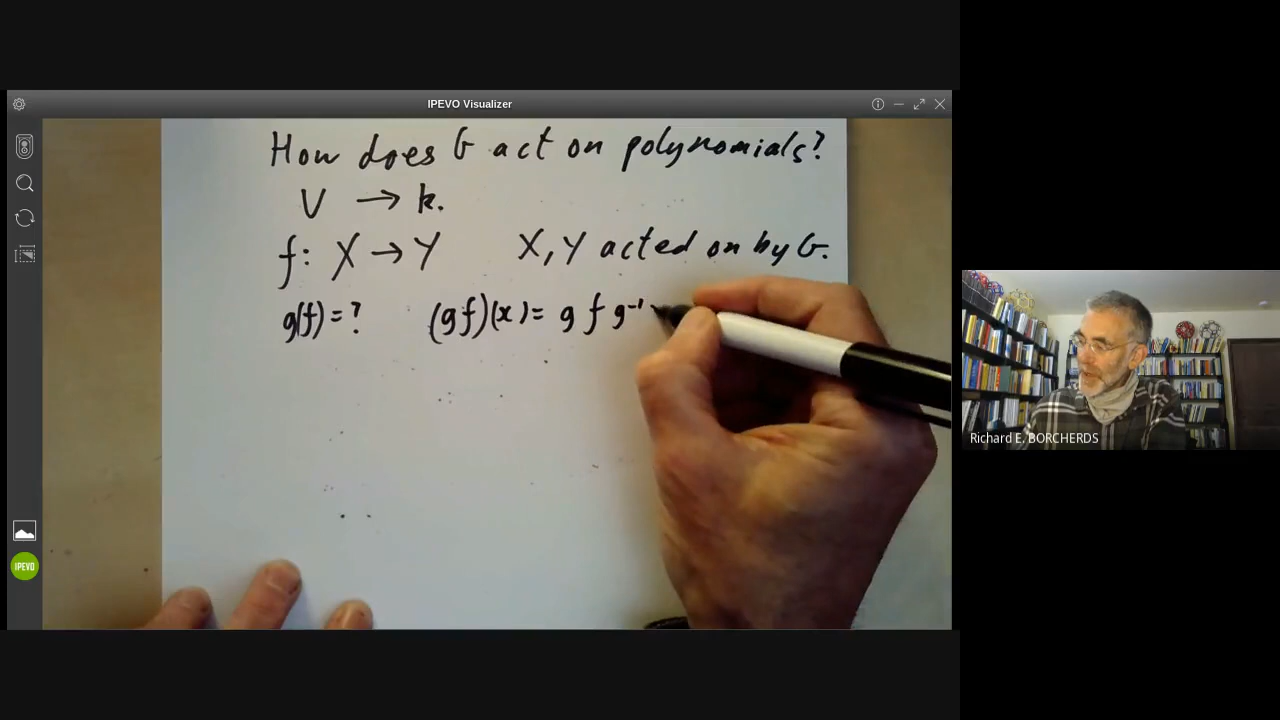 IPEVO Visualizer
How does G act on polynomials?
V → k.
f: X → Y X, Y acted on by G.
g(f) = ? (gf)(x) = g f g⁻¹
IPEVO
Richard E. BORCHERDS